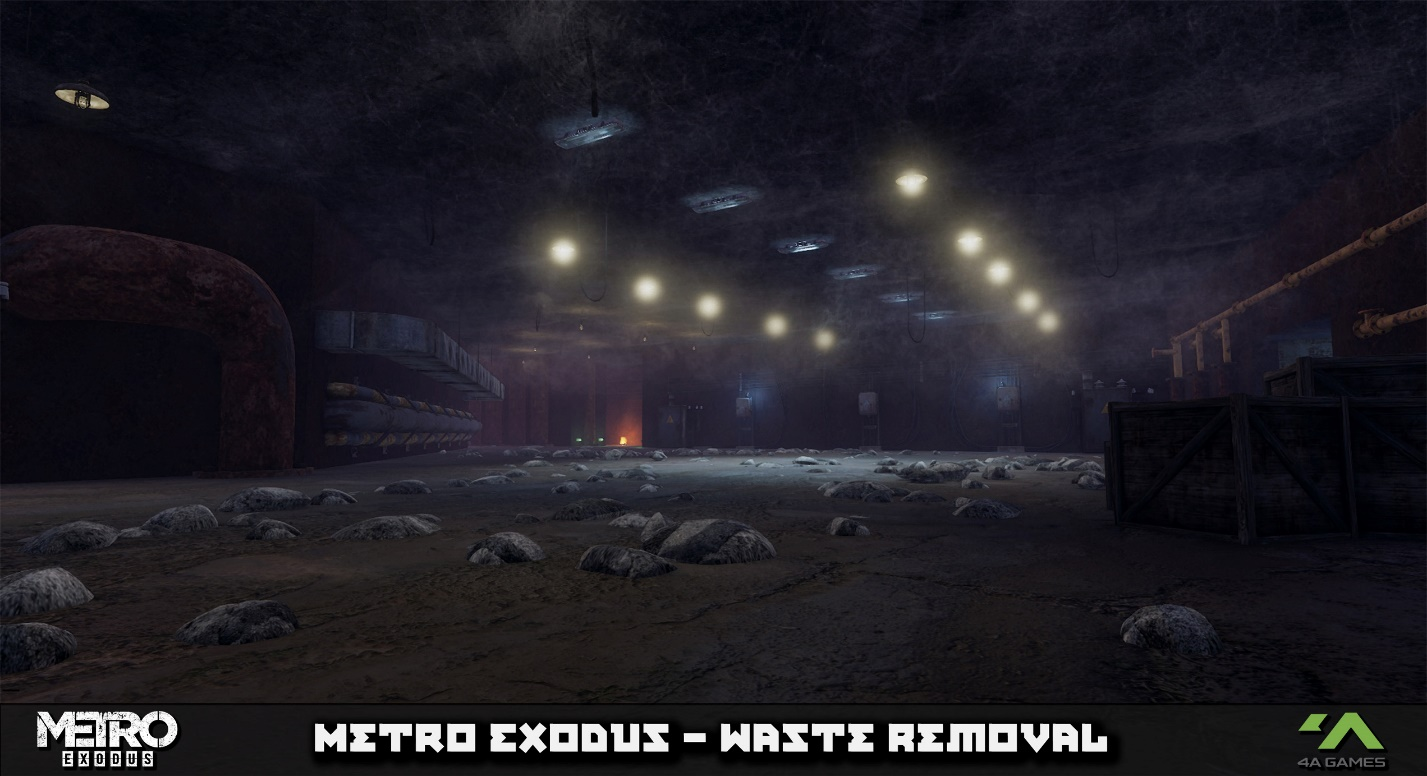 METRO
EXODUS
METRO EXODUS - WASTE REMOVAL
4A GAMES